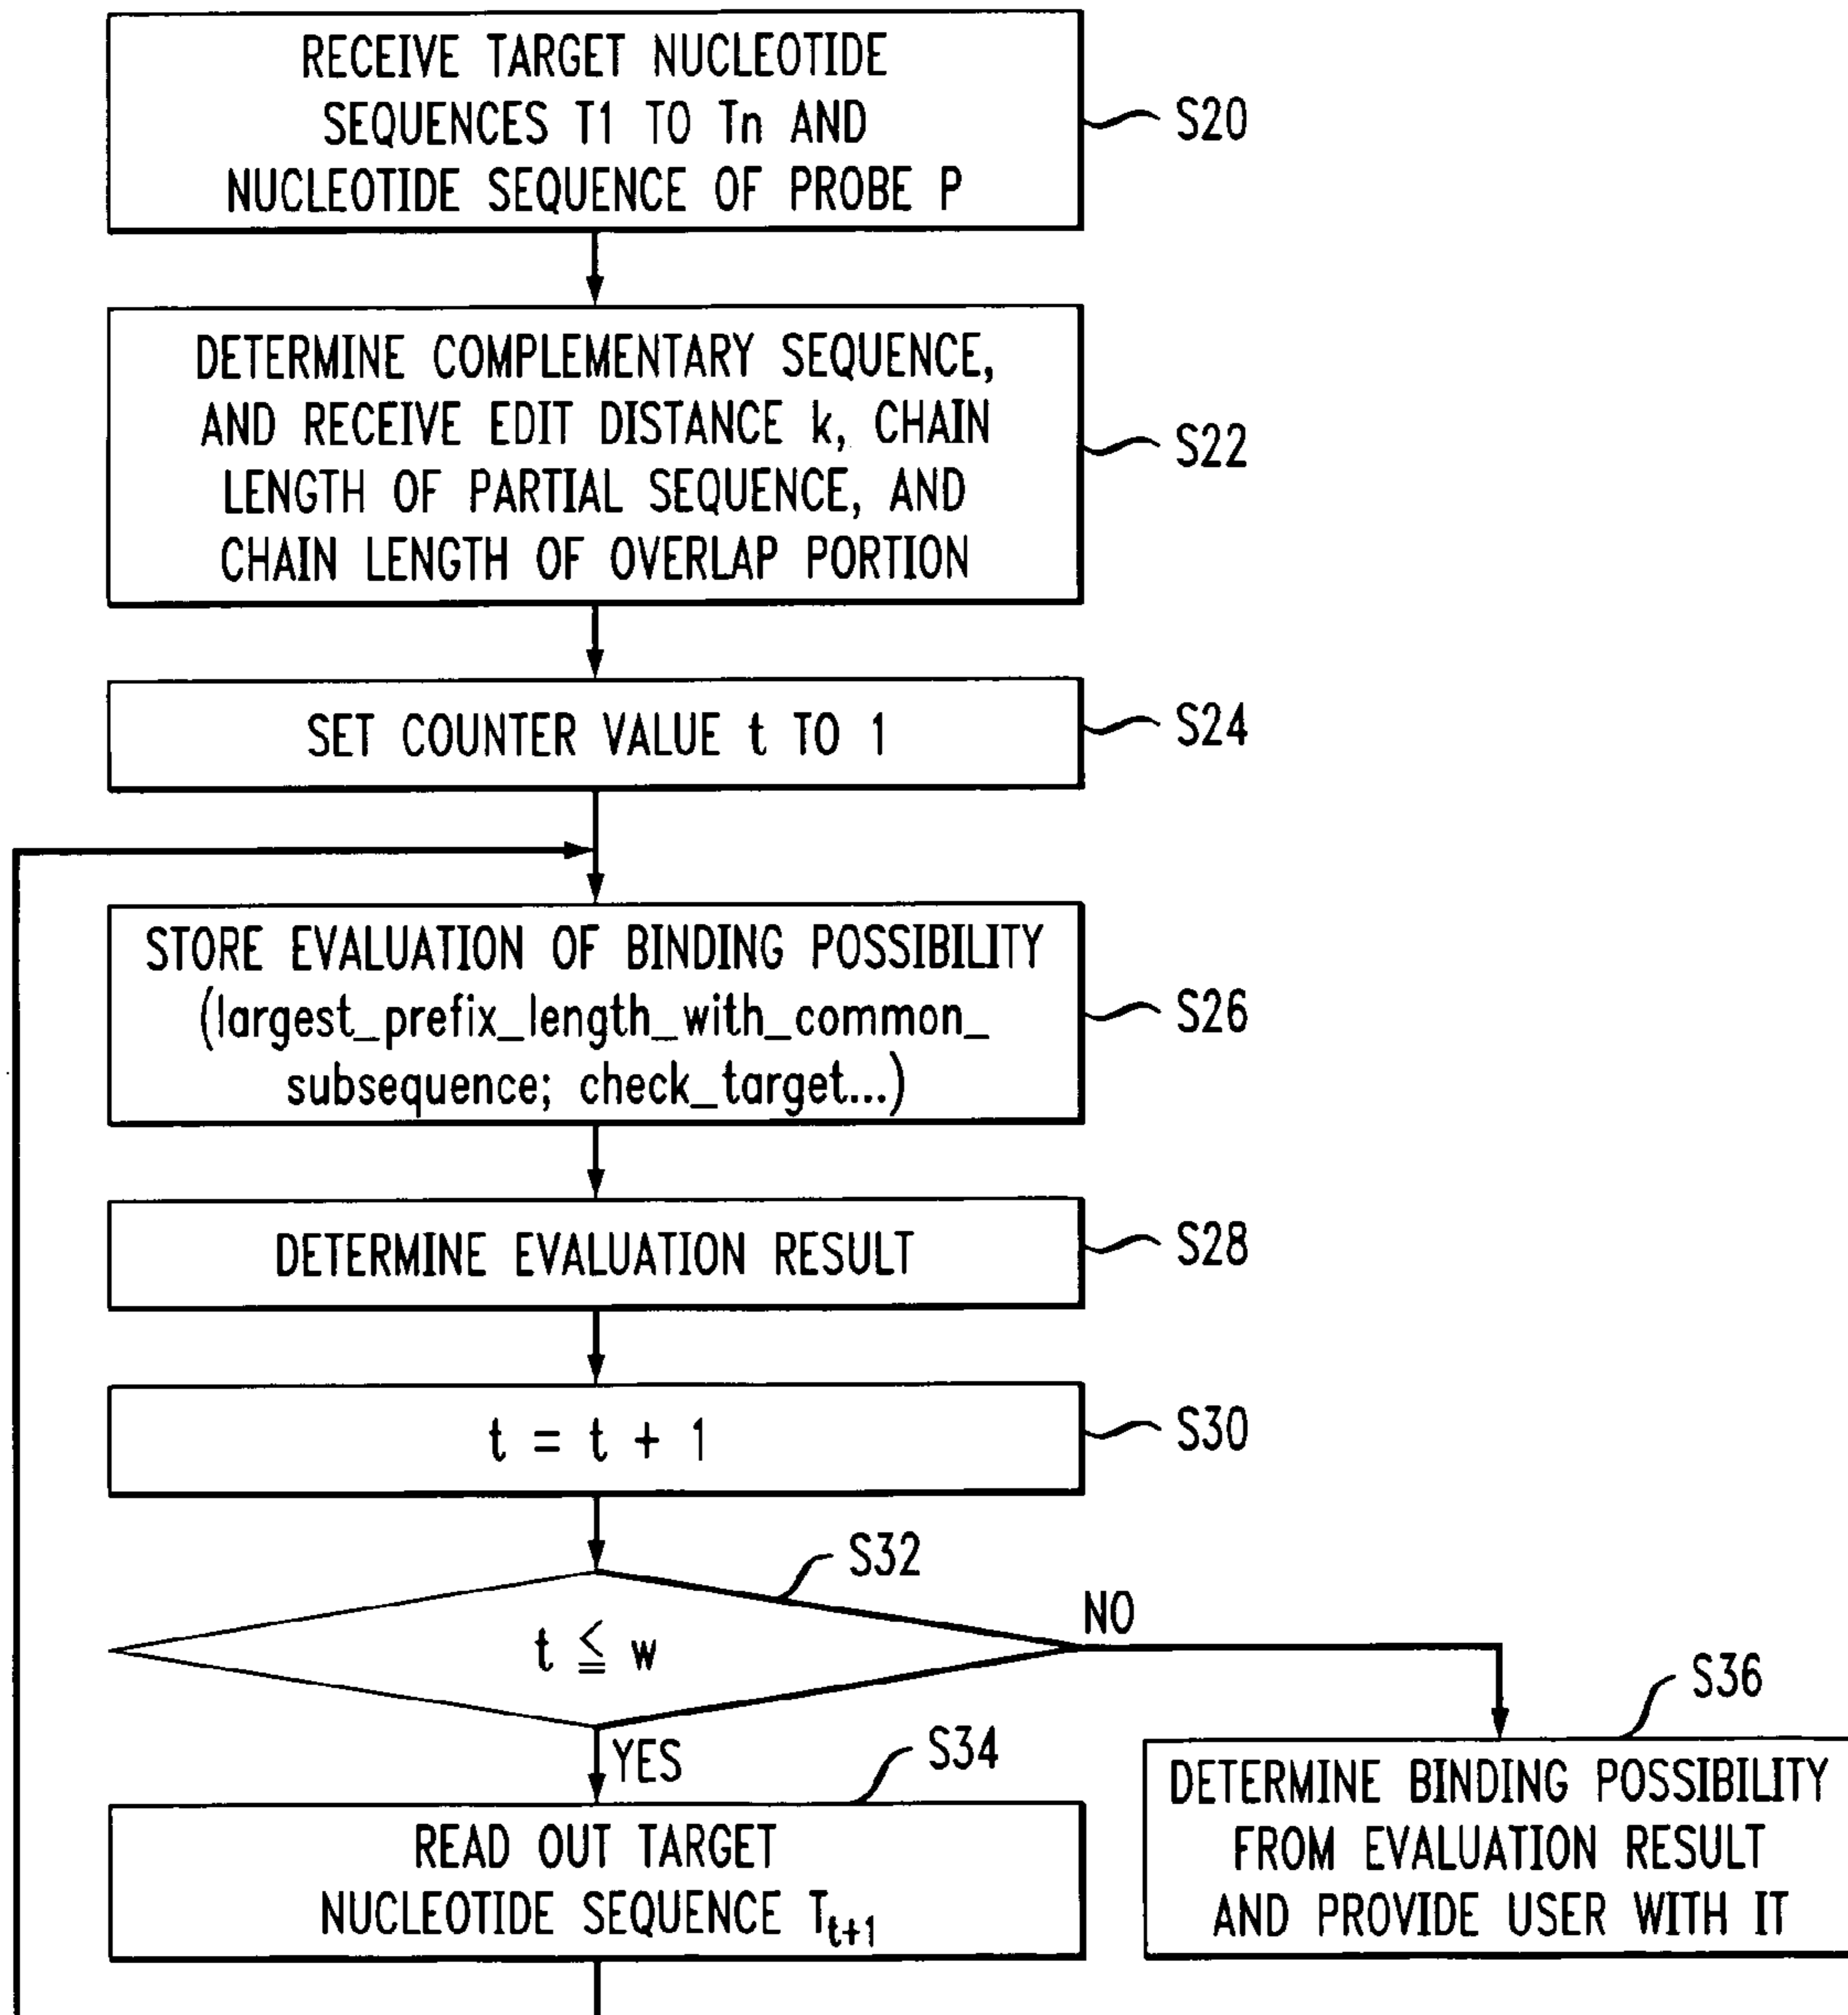 RECEIVE TARGET NUCLEOTIDE
SEQUENCES T1 TO Tn AND
NUCLEOTIDE SEQUENCE OF PROBE P
S20
DETERMINE COMPLEMENTARY SEQUENCE,
AND RECEIVE EDIT DISTANCE k, CHAIN
LENGTH OF PARTIAL SEQUENCE, AND
CHAIN LENGTH OF OVERLAP PORTION
S22
SET COUNTER VALUE t TO 1
S24
STORE EVALUATION OF BINDING POSSIBILITY
(largest_prefix_length_with_common_
subsequence; check_target...)
S26
DETERMINE EVALUATION RESULT
S28
t = t + 1
S30
S32
t ≦ w
NO
YES
S34
READ OUT TARGET
NUCLEOTIDE SEQUENCE Tt+1
S36
DETERMINE BINDING POSSIBILITY
FROM EVALUATION RESULT
AND PROVIDE USER WITH IT